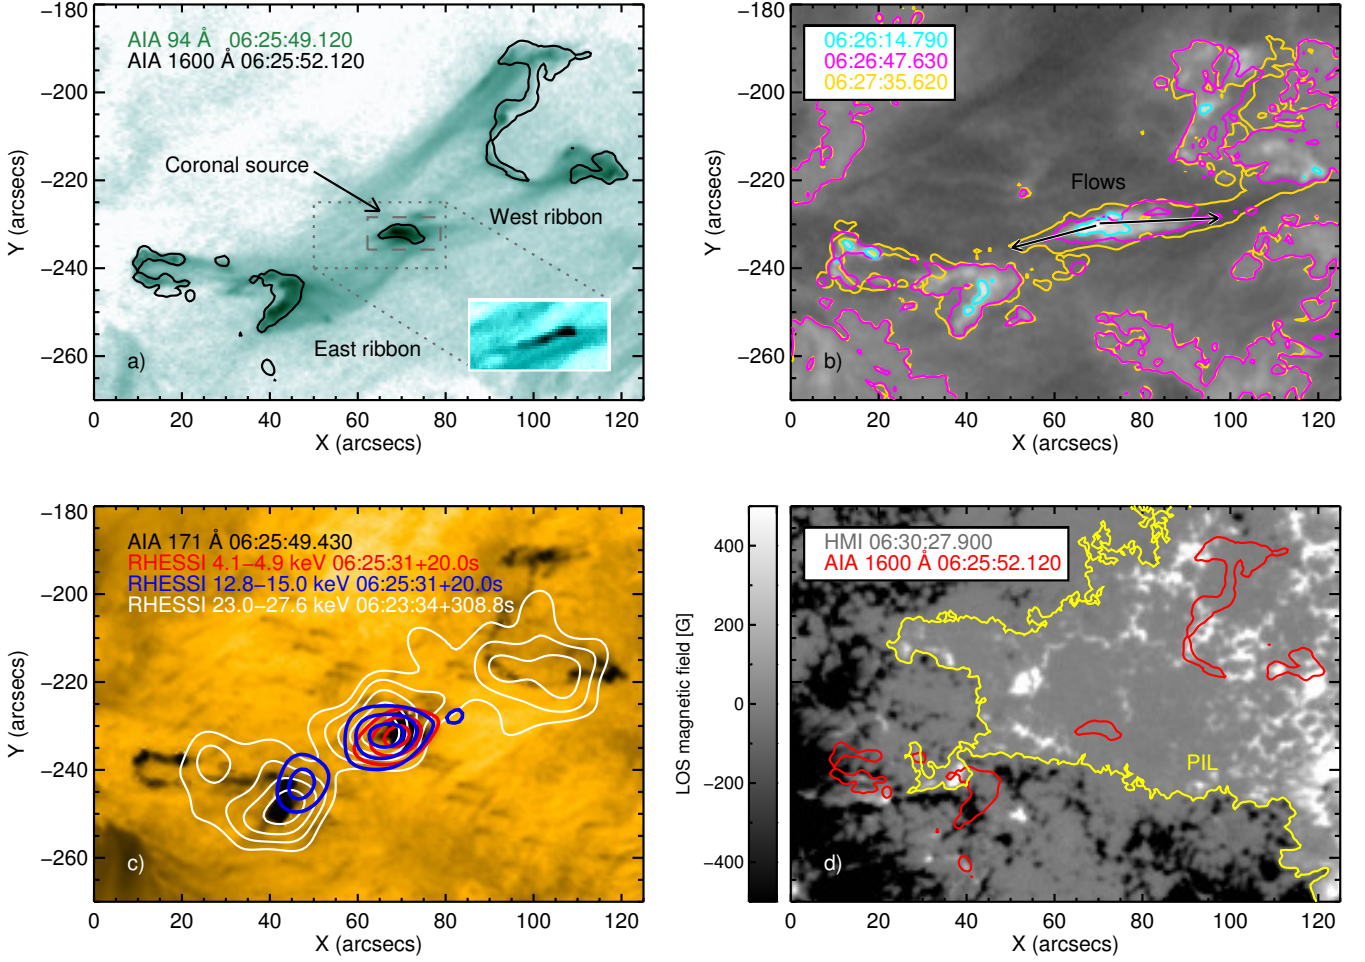 −180
−200
−220
−240
−260
Y (arcsecs)
AIA 94 Å 06:25:49.120
AIA 1600 Å 06:25:52.120
Coronal source
West ribbon
East ribbon
a)
0 20 40 60 80 100 120
X (arcsecs)
−180
−200
−220
−240
−260
Y (arcsecs)
06:26:14.790
06:26:47.630
06:27:35.620
Flows
b)
0 20 40 60 80 100 120
X (arcsecs)
−180
−200
−220
−240
−260
Y (arcsecs)
AIA 171 Å 06:25:49.430
RHESSI 4.1−4.9 keV 06:25:31+20.0s
RHESSI 12.8−15.0 keV 06:25:31+20.0s
RHESSI 23.0−27.6 keV 06:23:34+308.8s
c)
0 20 40 60 80 100 120
X (arcsecs)
400
200
0
−200
−400
LOS magnetic field [G]
HMI 06:30:27.900
AIA 1600 Å 06:25:52.120
PIL
d)
0 20 40 60 80 100 120
X (arcsecs)